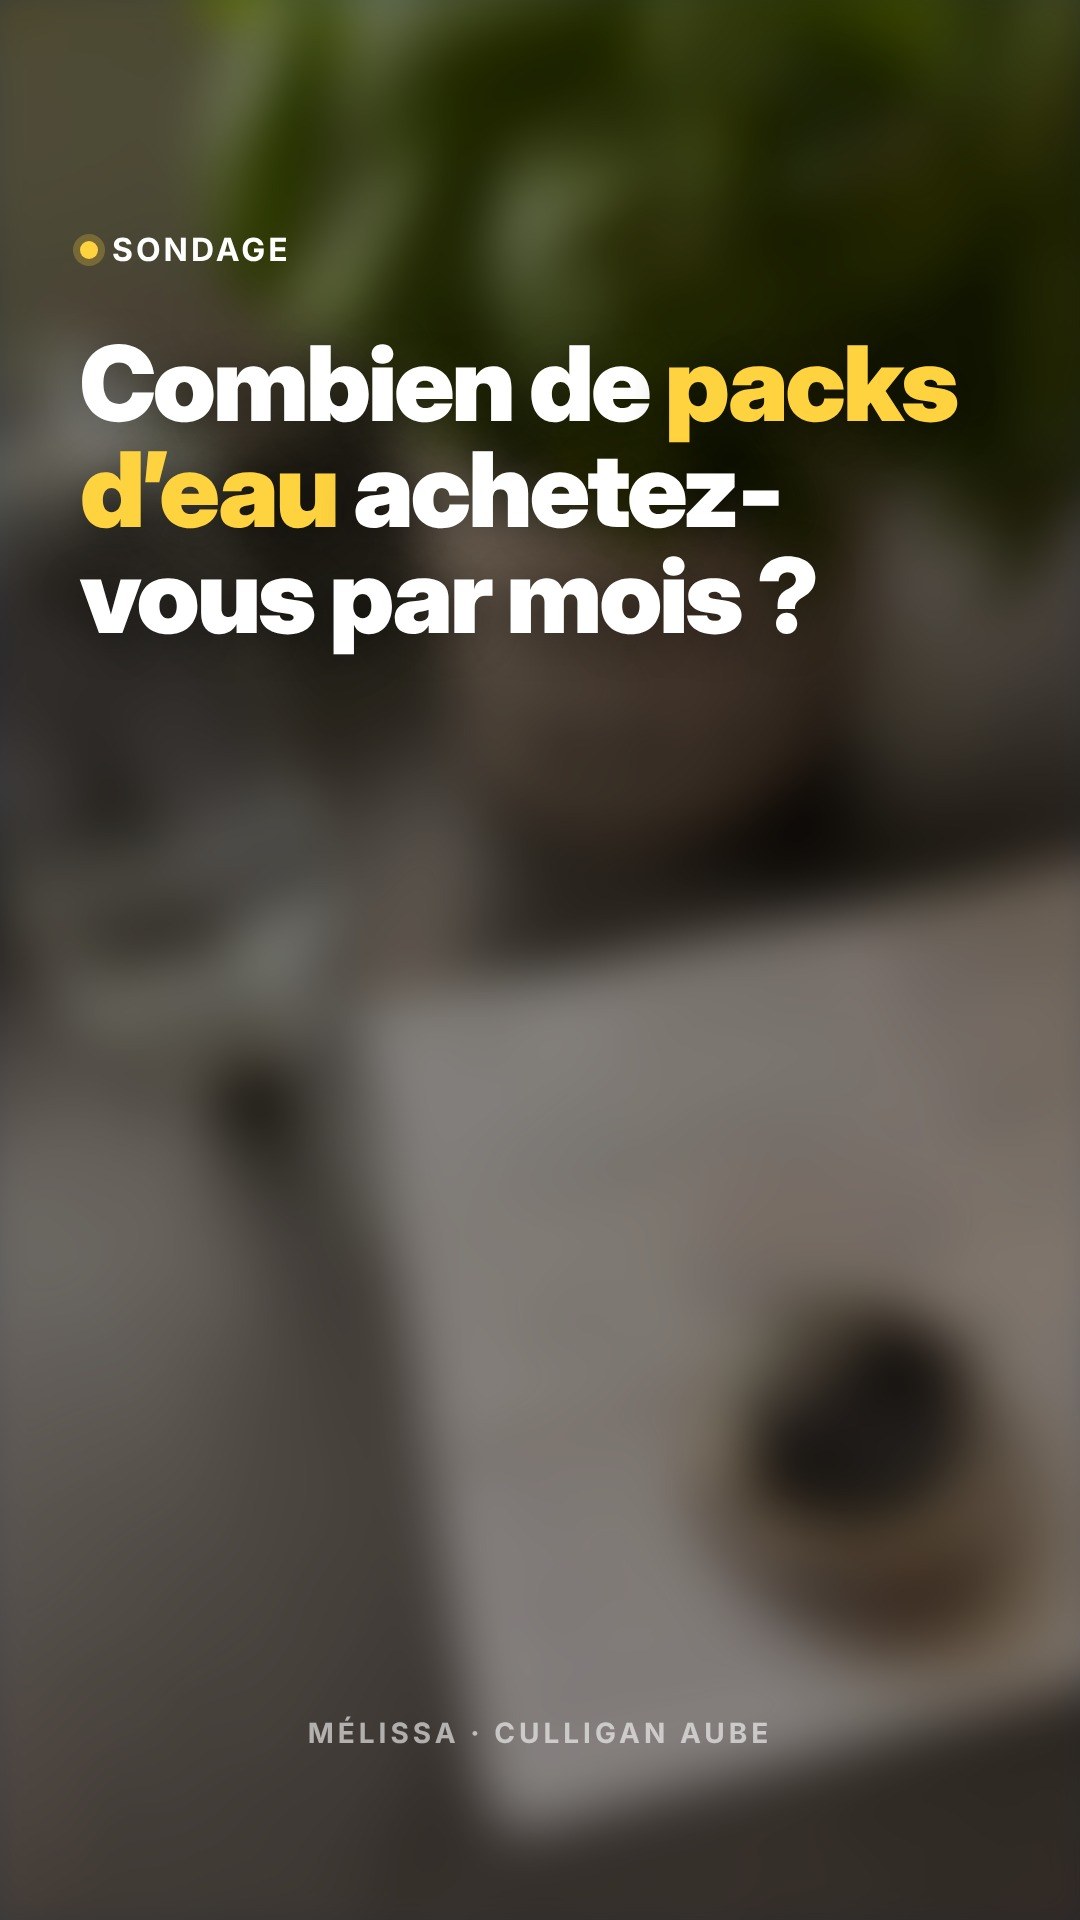 SONDAGE
Combien de packs
d’eau achetez-
vous par mois ?
MÉLISSA · CULLIGAN AUBE